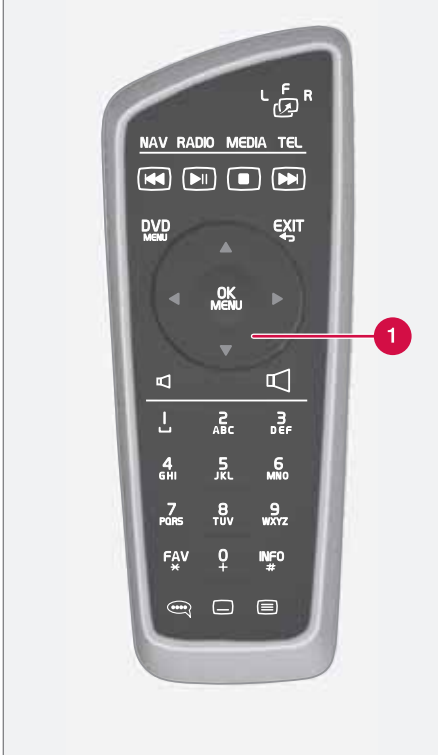 L F R
NAV RADIO MEDIA TEL
DVD EXIT
MENU
OK
MENU
1
1 2 3
ABC DEF
4 5 6
GHI JKL MNO
7 8 9
PQRS TUV WXYZ
FAV 0 INFO
* + #